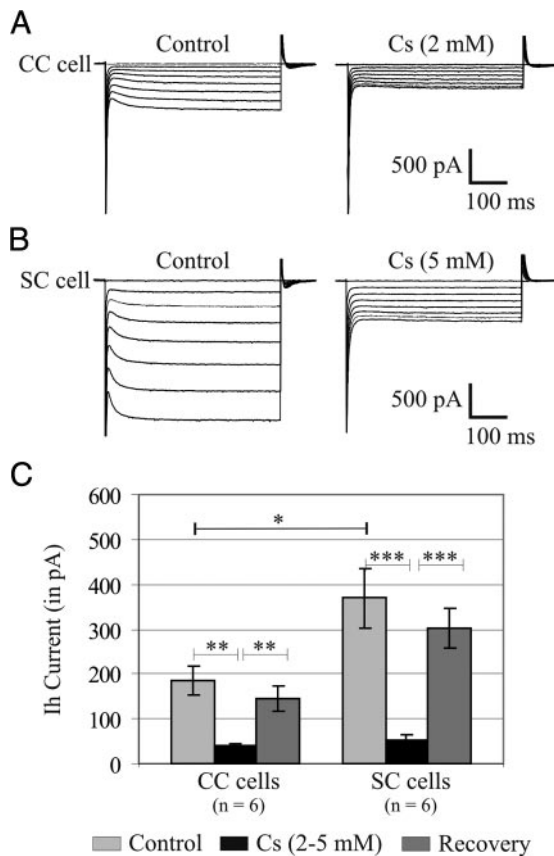 A
Control
Cs (2 mM)
CC cell
500 pA
100 ms
B
Control
Cs (5 mM)
SC cell
500 pA
100 ms
C
600
500
400
300
200
100
0
Ih Current (in pA)
*
** **
*** ***
CC cells
(n = 6)
SC cells
(n = 6)
Control
Cs (2-5 mM)
Recovery